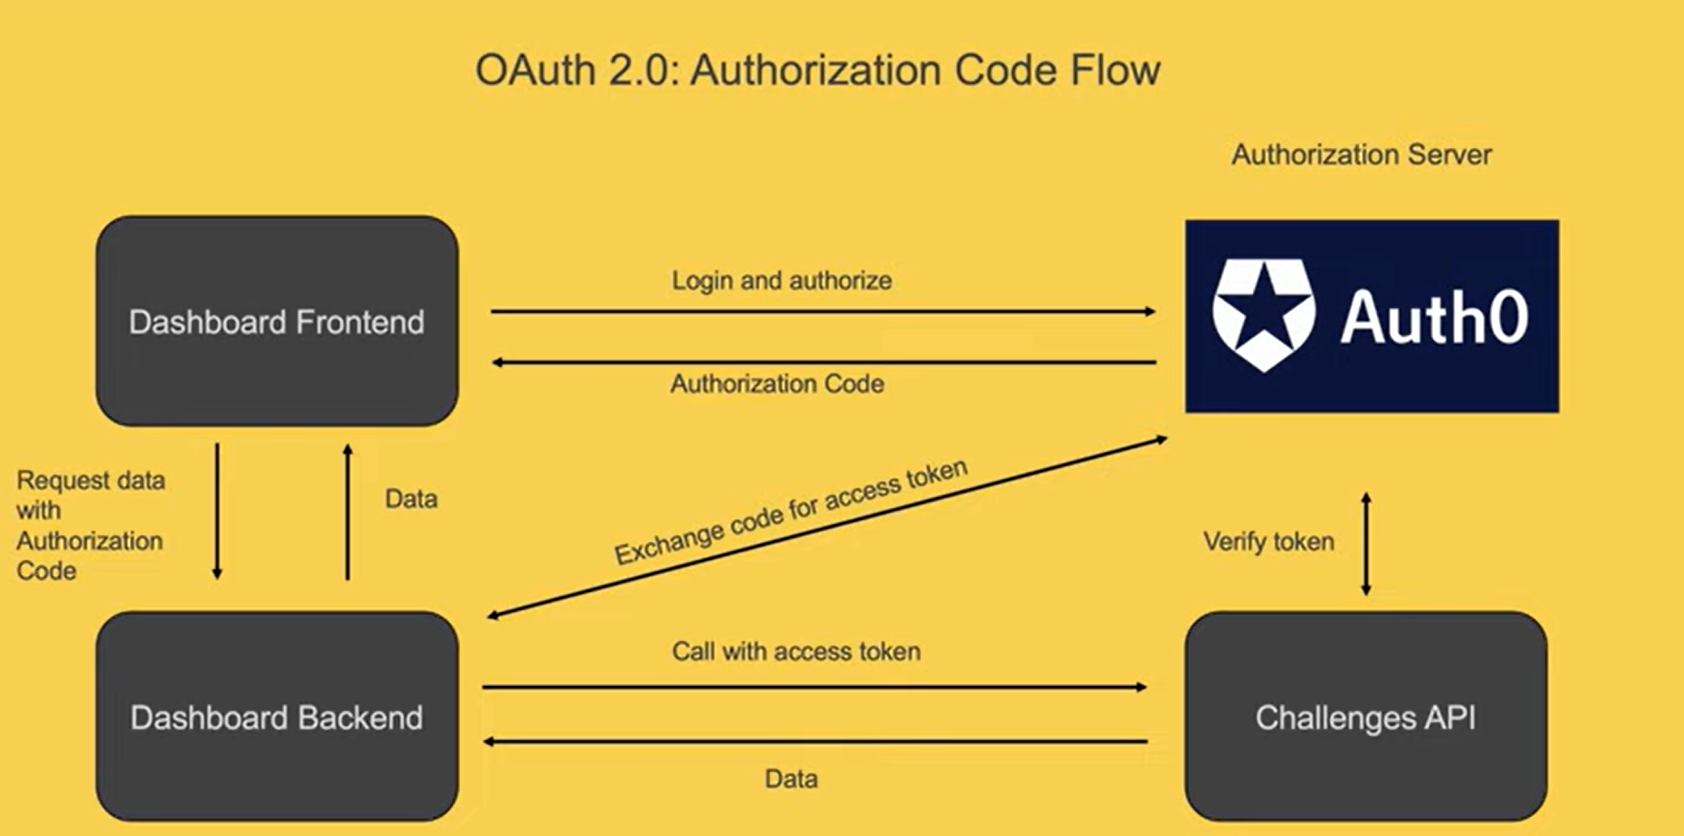 OAuth 2.0: Authorization Code Flow
Authorization Server
Dashboard Frontend
Login and authorize
Authorization Code
Auth0
Request data
with
Authorization
Code
Data
Exchange code for access token
Verify token
Dashboard Backend
Call with access token
Data
Challenges API